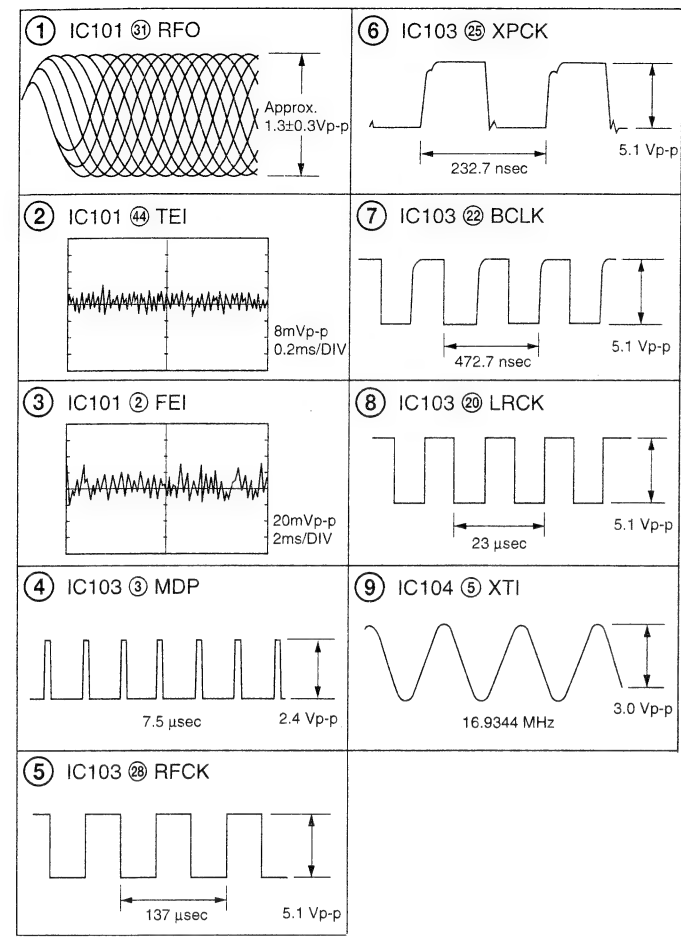 ① IC101 ㉛ RFO
Approx.
1.3±0.3Vp-p
② IC101 ㊹ TEI
8mVp-p
0.2ms/DIV
③ IC101 ② FEI
20mVp-p
2ms/DIV
④ IC103 ③ MDP
7.5 µsec
2.4 Vp-p
⑤ IC103 ㉘ RFCK
137 µsec
5.1 Vp-p
⑥ IC103 ㉕ XPCK
232.7 nsec
5.1 Vp-p
⑦ IC103 ㉒ BCLK
472.7 nsec
5.1 Vp-p
⑧ IC103 ⑳ LRCK
23 µsec
5.1 Vp-p
⑨ IC104 ⑤ XTI
16.9344 MHz
3.0 Vp-p